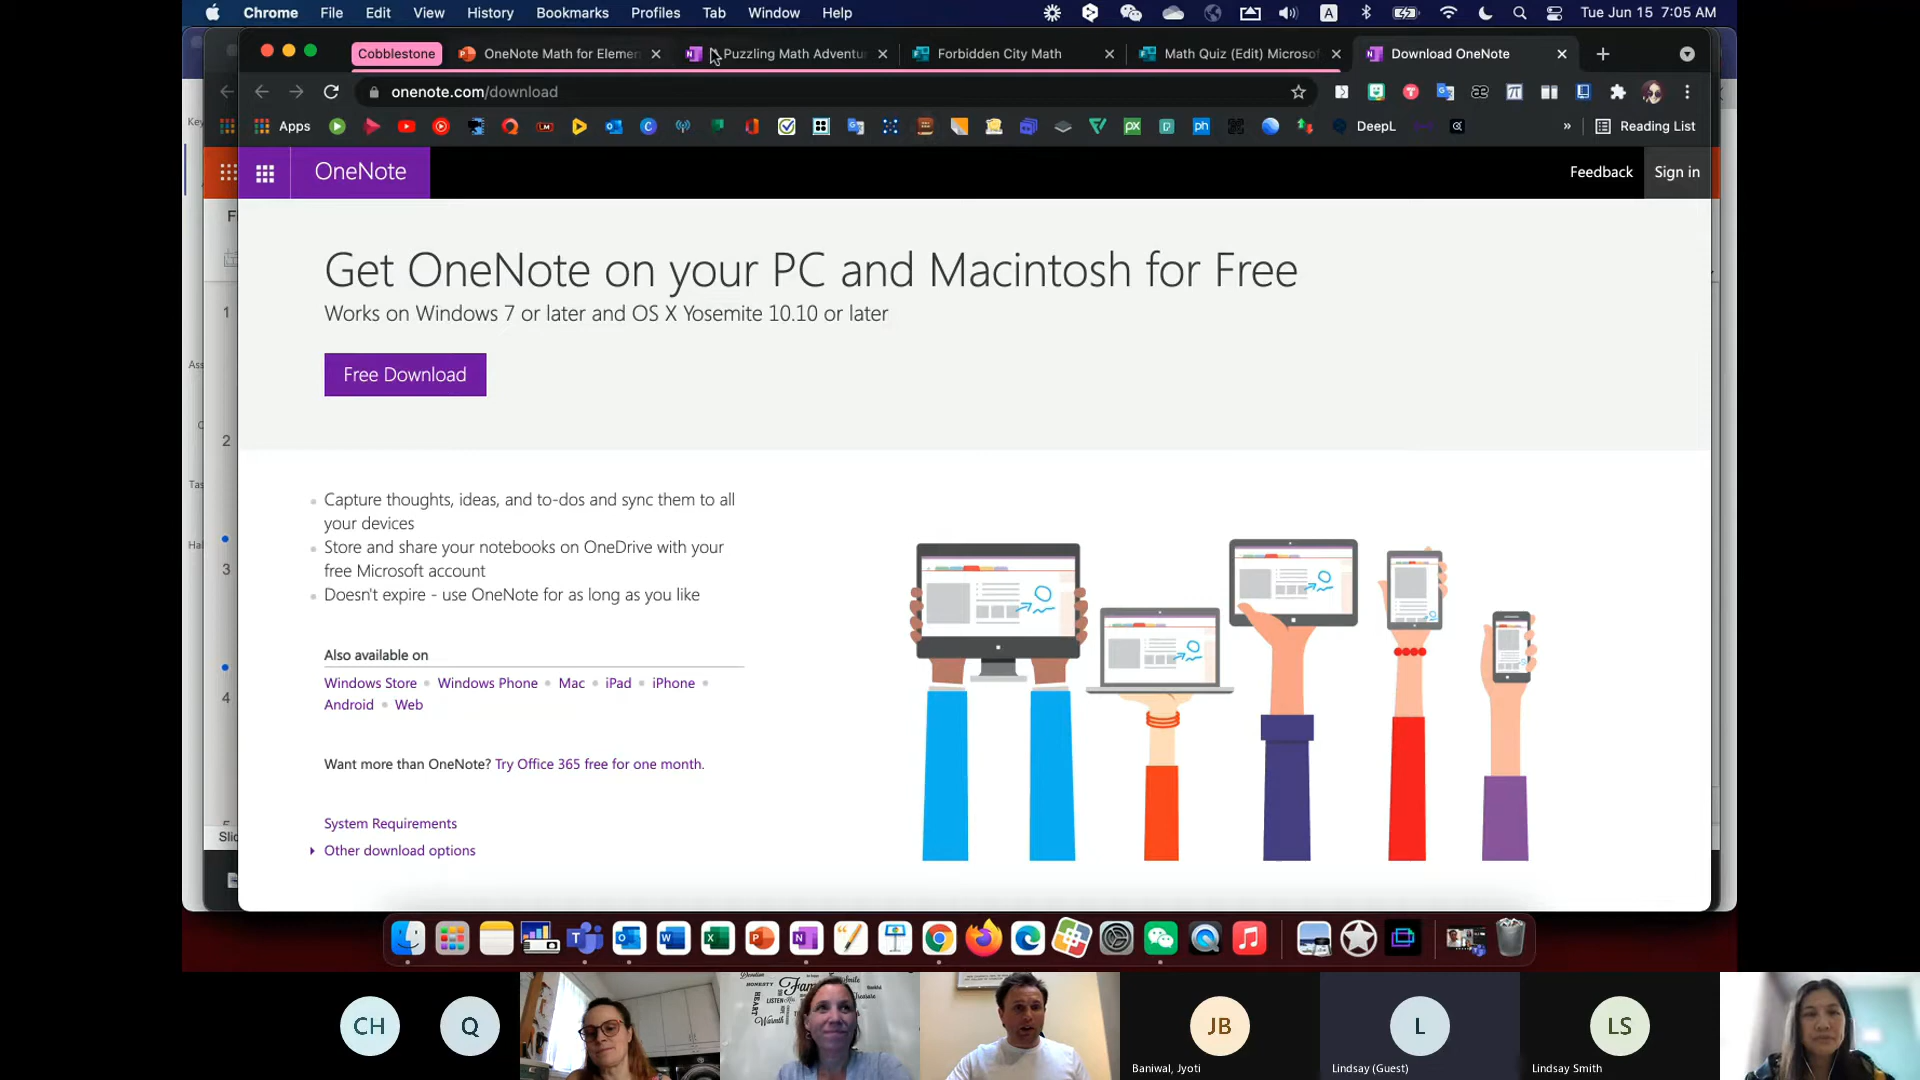 Chrome File Edit View History Bookmarks Profiles Tab Window Help
A
Tue Jun 15 7:05 AM
Cobblestone
OneNote Math for Elemen
Puzzling Math Adventur
Forbidden City Math
Math Quiz (Edit) Microsof
Download OneNote
onenote.com/download
Apps
DeepL
» Reading List
OneNote
Feedback
Sign in
Get OneNote on your PC and Macintosh for Free
Works on Windows 7 or later and OS X Yosemite 10.10 or later
Free Download
Capture thoughts, ideas, and to-dos and sync them to all
your devices
Store and share your notebooks on OneDrive with your
free Microsoft account
Doesn't expire - use OneNote for as long as you like
Also available on
Windows Store • Windows Phone • Mac • iPad • iPhone •
Android • Web
Want more than OneNote? Try Office 365 free for one month.
System Requirements
Other download options
1
2
3
4
CH
Q
JB
Baniwal, Jyoti
L
Lindsay (Guest)
LS
Lindsay Smith